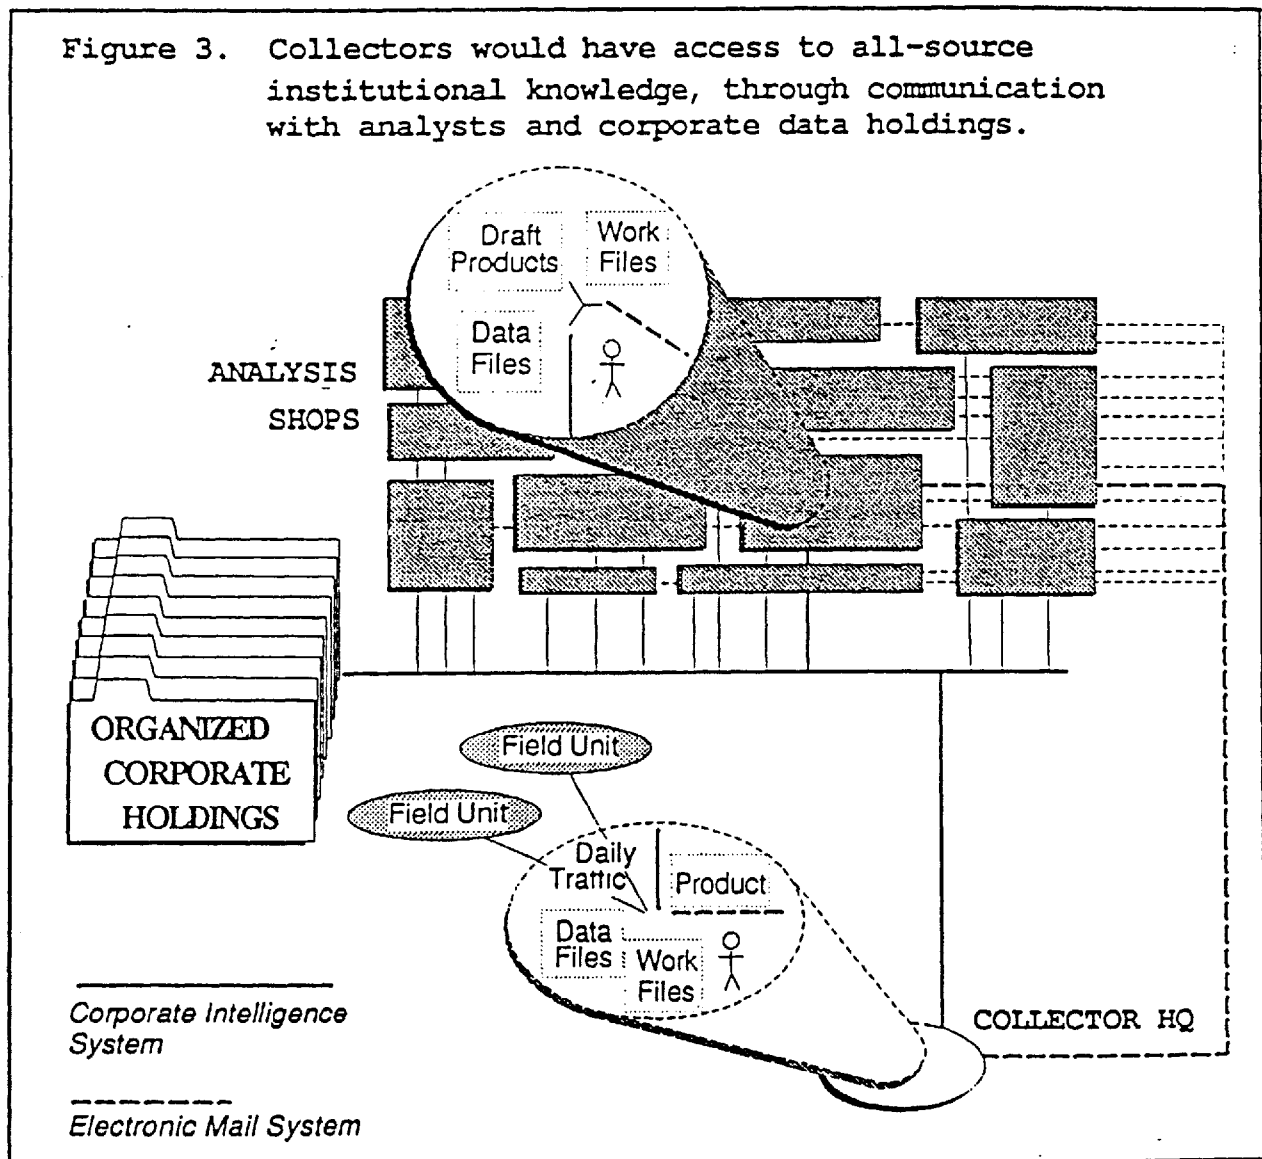 Figure 3. Collectors would have access to all-source
institutional knowledge, through communication
with analysts and corporate data holdings.
Draft
Products
Work
Files
Data
Files
ANALYSIS
SHOPS
ORGANIZED
CORPORATE
HOLDINGS
Field Unit
Field Unit
Daily
Traffic
Product
Data
Files
Work
Files
COLLECTOR HQ
Corporate Intelligence
System
Electronic Mail System